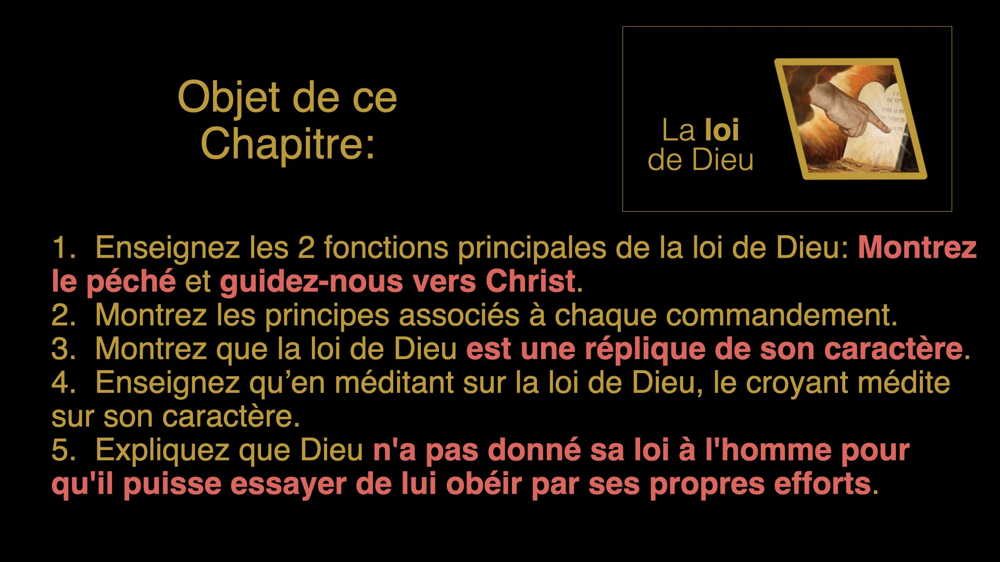 Objet de ce
Chapitre:
La loi
de Dieu
1. Enseignez les 2 fonctions principales de la loi de Dieu: Montrez
le péché et guidez-nous vers Christ.
2. Montrez les principes associés à chaque commandement.
3. Montrez que la loi de Dieu est une réplique de son caractère.
4. Enseignez qu’en méditant sur la loi de Dieu, le croyant médite
sur son caractère.
5. Expliquez que Dieu n'a pas donné sa loi à l'homme pour
qu'il puisse essayer de lui obéir par ses propres efforts.